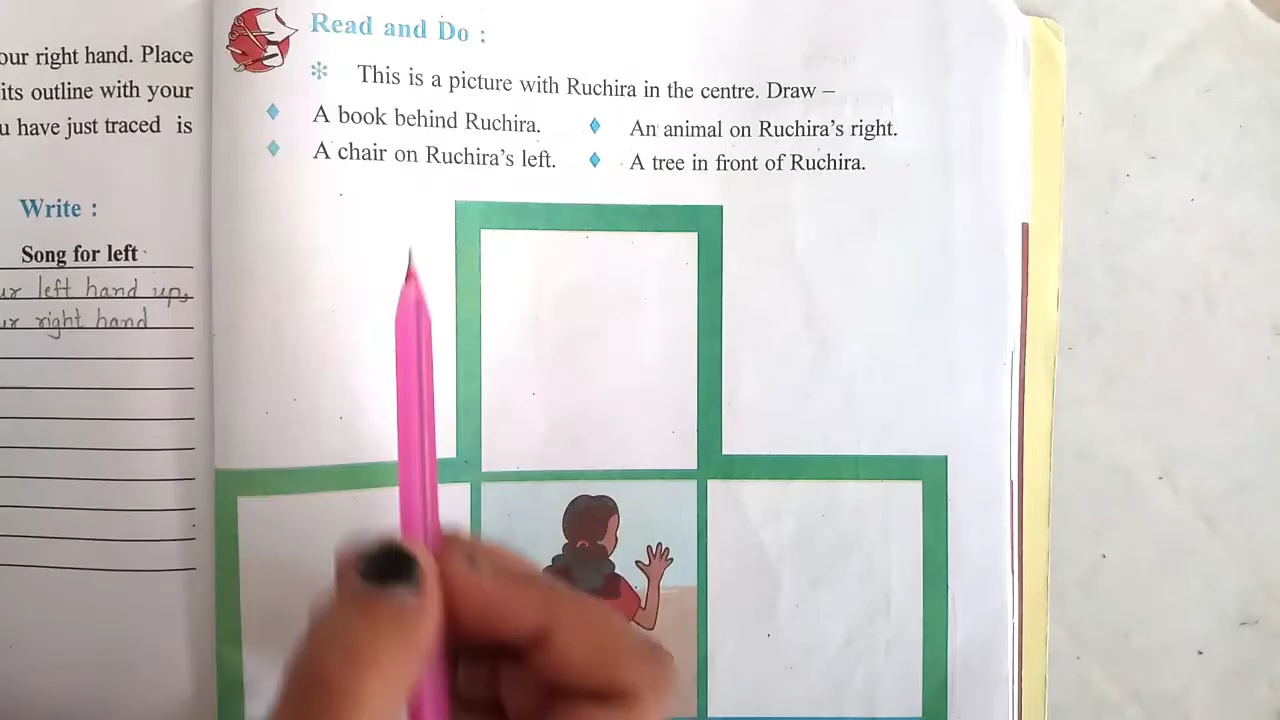 our right hand. Place
its outline with your
u have just traced is
Write :
Song for left
ur left hand up,
ur right hand
Read and Do :
This is a picture with Ruchira in the centre. Draw –
A book behind Ruchira.
An animal on Ruchira's right.
A chair on Ruchira's left.
A tree in front of Ruchira.